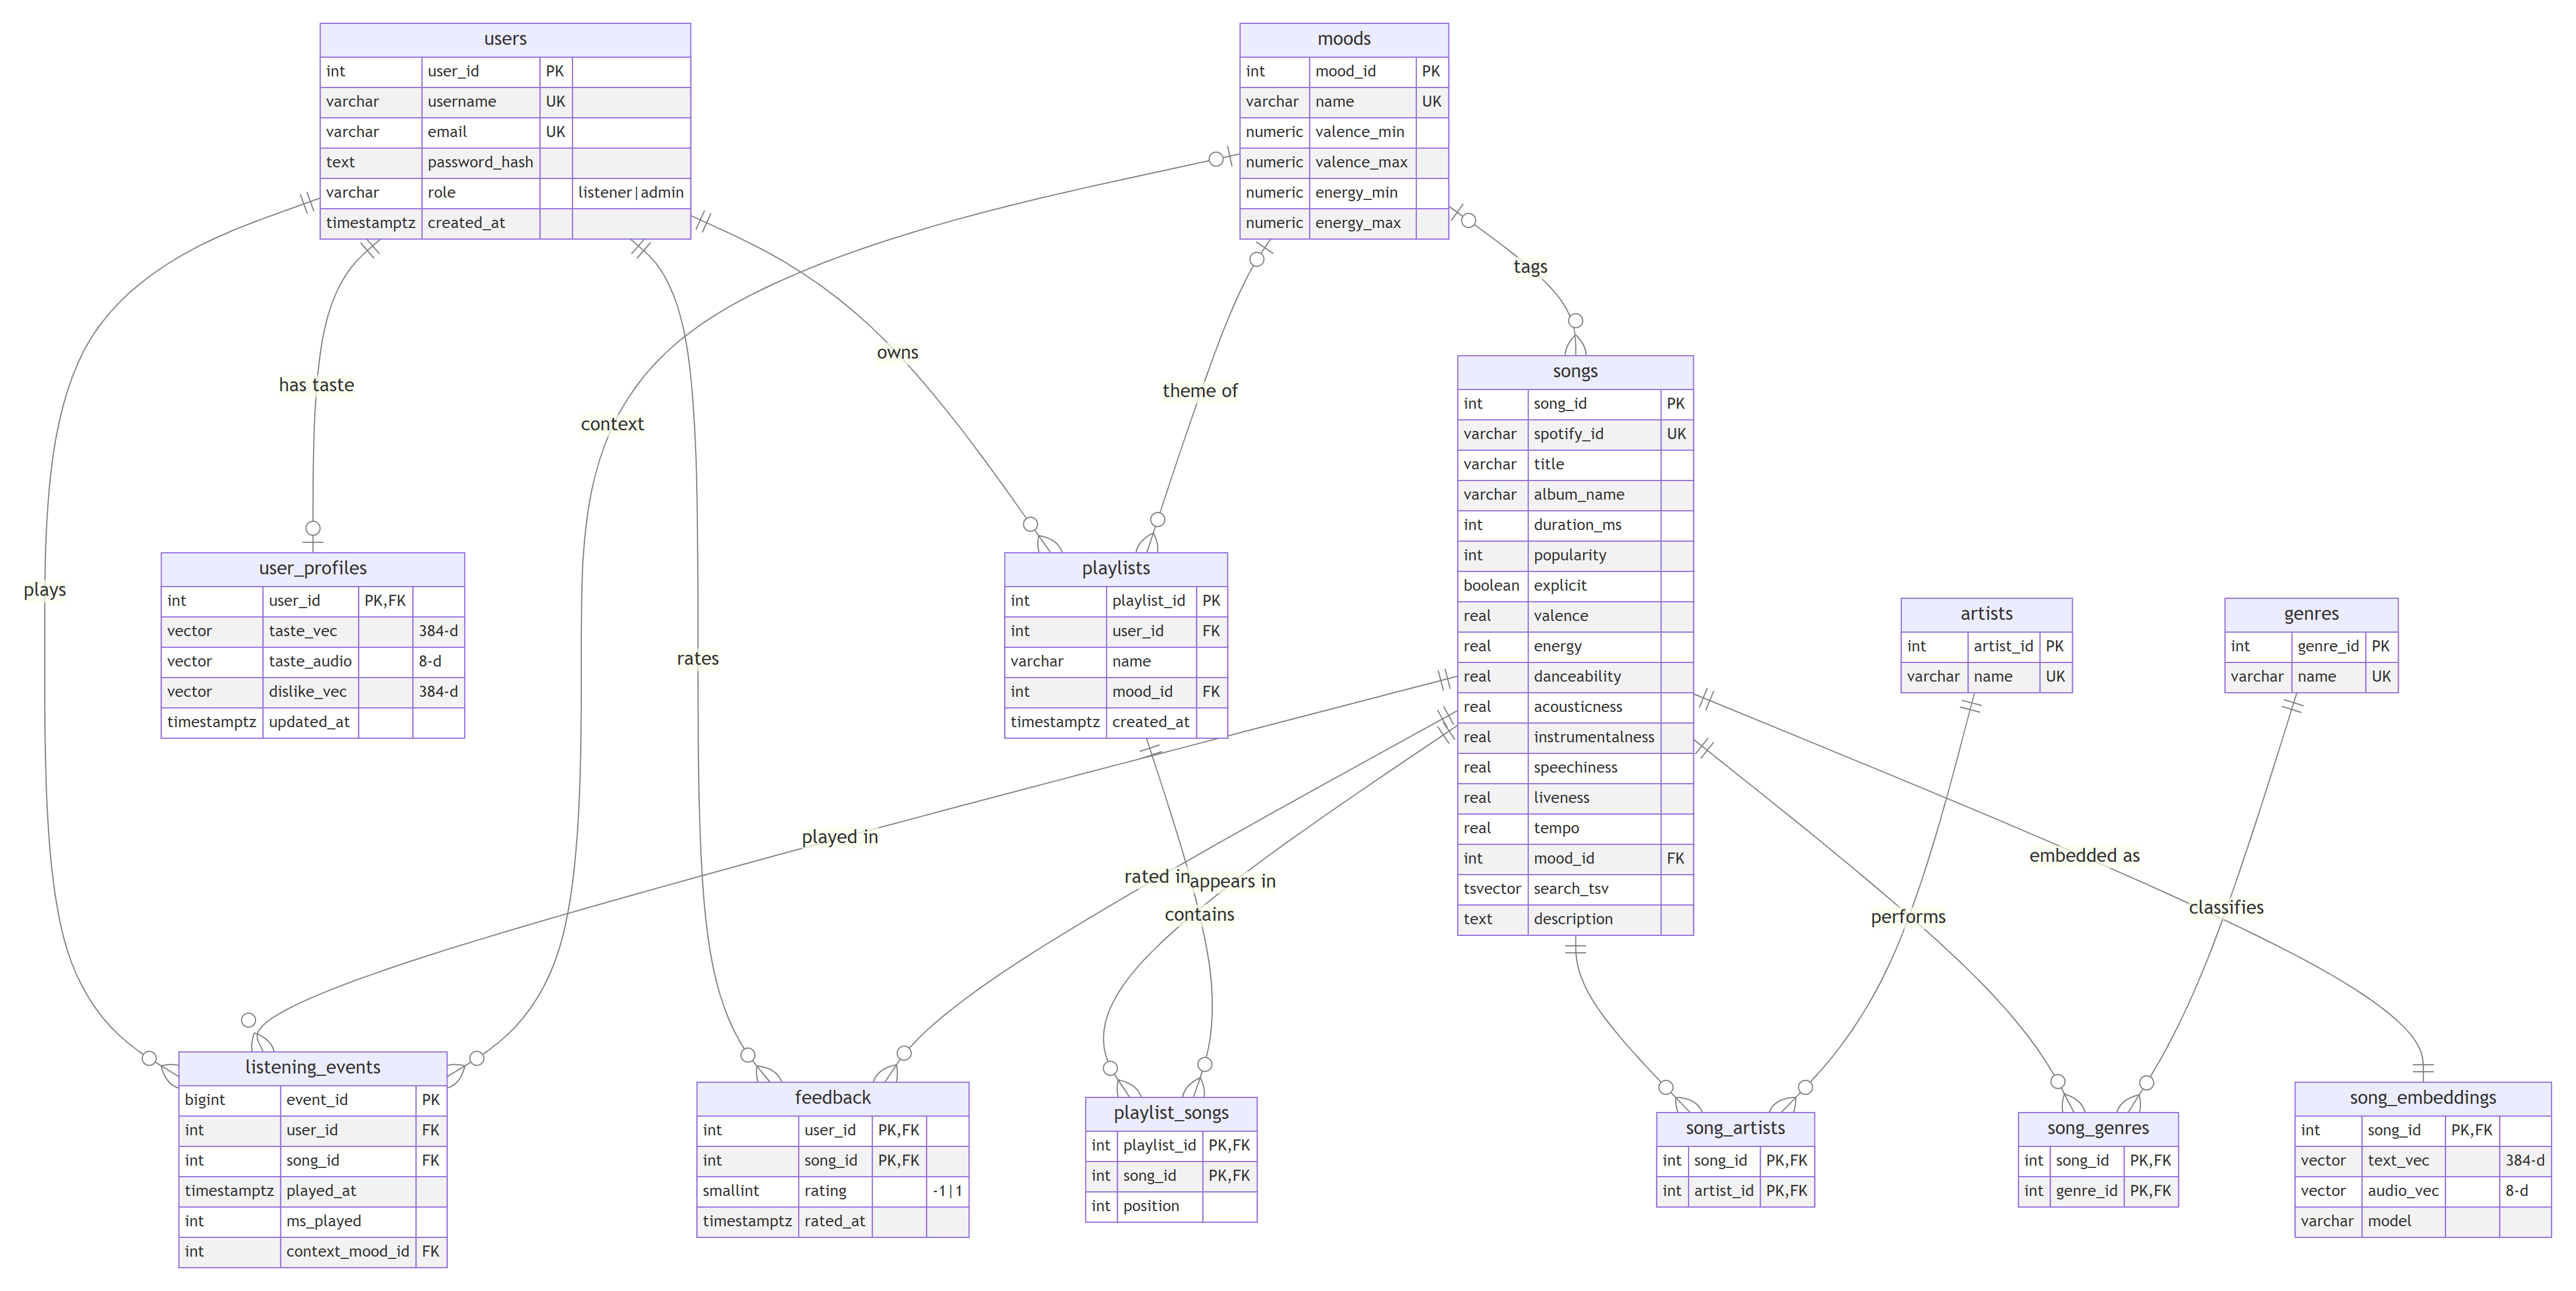 users
int user_id PK
varchar username UK
varchar email UK
text password_hash
varchar role listener|admin
timestamptz created_at
moods
int mood_id PK
varchar name UK
numeric valence_min
numeric valence_max
numeric energy_min
numeric energy_max
tags
owns
has taste
theme of
context
songs
int song_id PK
varchar spotify_id UK
varchar title
varchar album_name
int duration_ms
int popularity
boolean explicit
real valence
real energy
real danceability
real acousticness
real instrumentalness
real speechiness
real liveness
real tempo
int mood_id FK
tsvector search_tsv
text description
plays
user_profiles
int user_id PK,FK
vector taste_vec 384-d
vector taste_audio 8-d
vector dislike_vec 384-d
timestamptz updated_at
rates
playlists
int playlist_id PK
int user_id FK
varchar name
int mood_id FK
timestamptz created_at
artists
int artist_id PK
varchar name UK
genres
int genre_id PK
varchar name UK
played in
rated in
appears in
contains
performs
embedded as
classifies
listening_events
bigint event_id PK
int user_id FK
int song_id FK
timestamptz played_at
int ms_played
int context_mood_id FK
feedback
int user_id PK,FK
int song_id PK,FK
smallint rating -1|1
timestamptz rated_at
playlist_songs
int playlist_id PK,FK
int song_id PK,FK
int position
song_artists
int song_id PK,FK
int artist_id PK,FK
song_genres
int song_id PK,FK
int genre_id PK,FK
song_embeddings
int song_id PK,FK
vector text_vec 384-d
vector audio_vec 8-d
varchar model